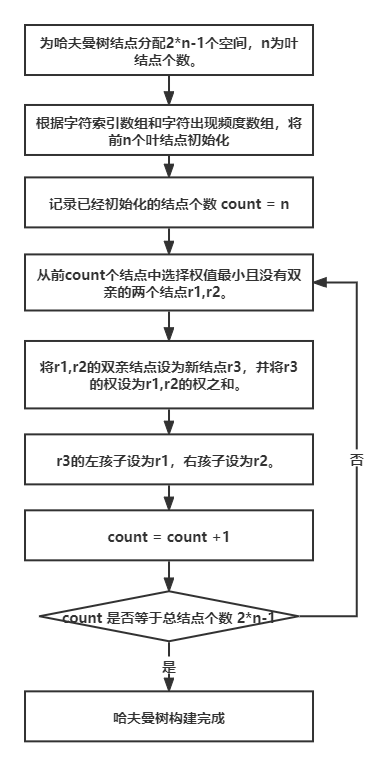 为哈夫曼树结点分配2*n-1个空间，n为叶
结点个数。
根据字符索引数组和字符出现频度数组，将
前n个叶结点初始化
记录已经初始化的结点个数 count = n
从前count个结点中选择权值最小且没有双
亲的两个结点r1,r2。
将r1,r2的双亲结点设为新结点r3，并将r3
的权设为r1,r2的权之和。
r3的左孩子设为r1，右孩子设为r2。
否
count = count +1
count 是否等于总结点个数 2*n-1
是
哈夫曼树构建完成